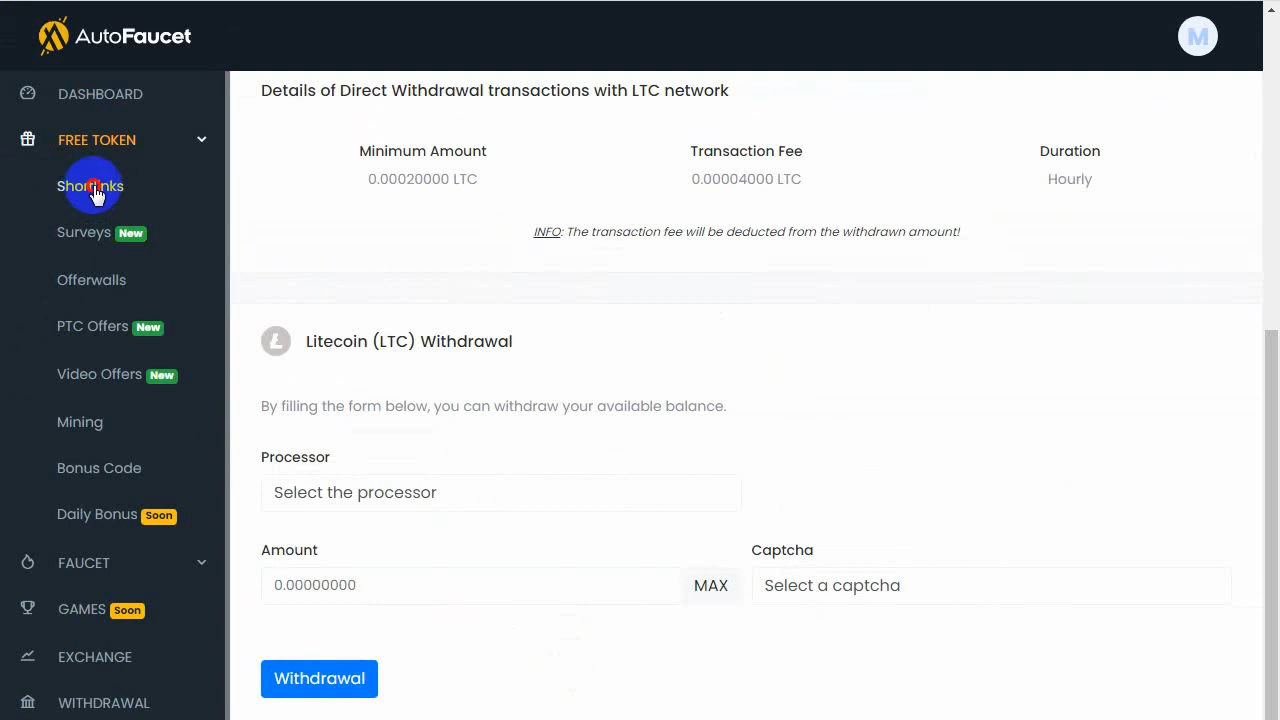 AutoFaucet
M
DASHBOARD
FREE TOKEN
Shortlinks
Surveys New
Offerwalls
PTC Offers New
Video Offers New
Mining
Bonus Code
Daily Bonus Soon
FAUCET
GAMES Soon
EXCHANGE
WITHDRAWAL
Details of Direct Withdrawal transactions with LTC network
Minimum Amount Transaction Fee Duration
0.00020000 LTC 0.00004000 LTC Hourly
INFO: The transaction fee will be deducted from the withdrawn amount!
Litecoin (LTC) Withdrawal
By filling the form below, you can withdraw your available balance.
Processor
Select the processor
Amount Captcha
0.00000000 MAX Select a captcha
Withdrawal